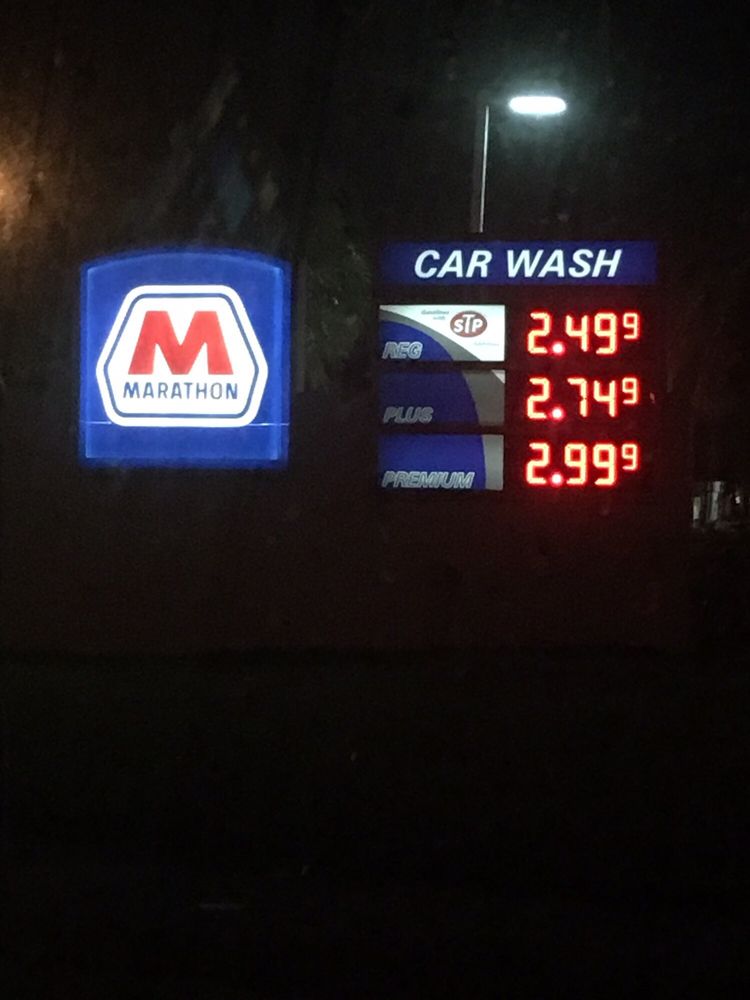 CAR WASH
M
MARATHON
STP
REG 2.49 9
PLUS 2.74 9
PREMIUM 2.99 9